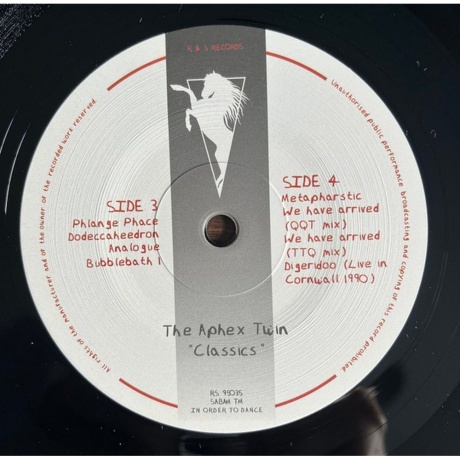 R & S RECORDS
All rights of the manufacturer and of the owner of the recorded work reserved
Unauthorised public performance broadcasting and copying of this record prohibited
SIDE 3
Phlange Phace
Dodeccaheedron
Analogue
Bubblebath 1
SIDE 4
Metapharstic
We have arrived
(QQT mix)
We have arrived
(TTQ mix)
Digeridoo (Live in
Cornwall 1990)
The Aphex Twin
"Classics"
RS 95035
SABAM TM
IN ORDER TO DANCE